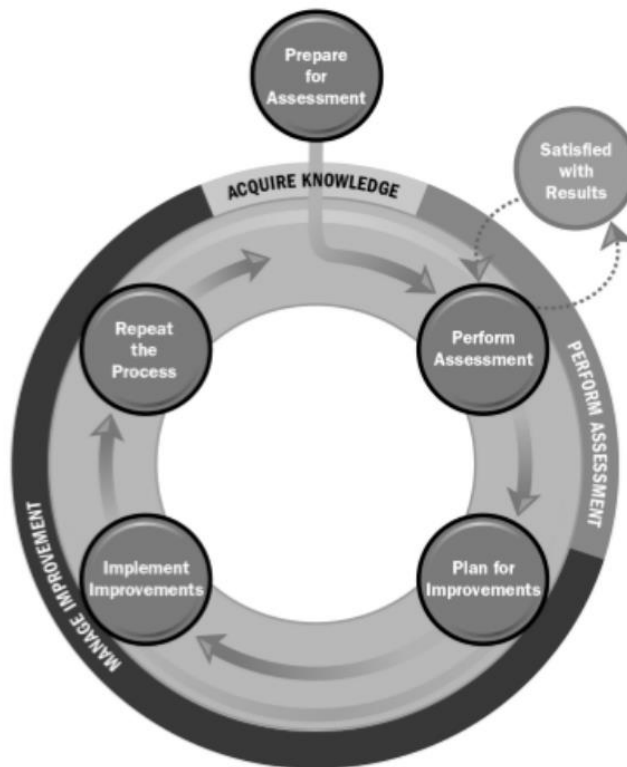 Prepare
for
Assessment
ACQUIRE KNOWLEDGE
Satisfied
with
Results
Repeat
the
Process
Perform
Assessment
PERFORM ASSESSMENT
Implement
Improvements
Plan for
Improvements
MANAGE IMPROVEMENT